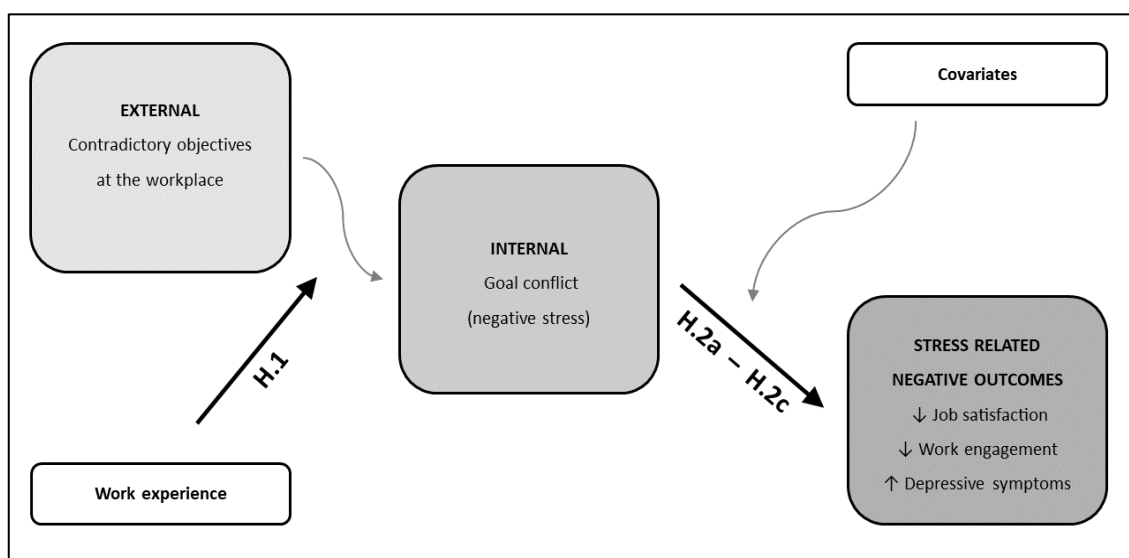 EXTERNAL
Contradictory objectives
at the workplace
Covariates
INTERNAL
Goal conflict
(negative stress)
H.1
H.2a – H.2c
Work experience
STRESS RELATED
NEGATIVE OUTCOMES
↓ Job satisfaction
↓ Work engagement
↑ Depressive symptoms